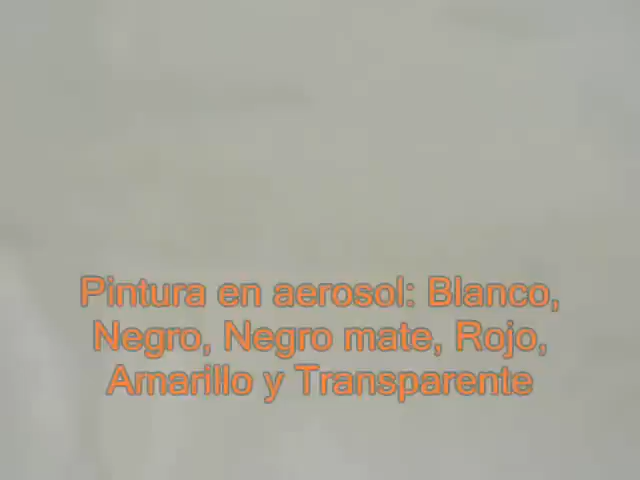 Pintura en aerosol: Blanco,
Negro, Negro mate, Rojo,
Amarillo y Transparente